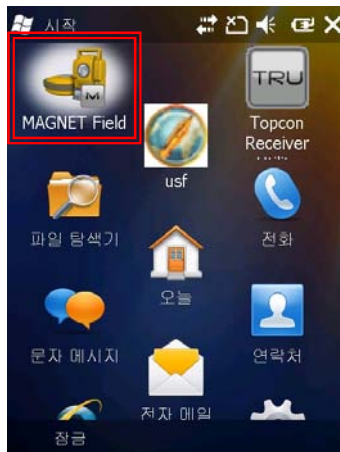 시작
MAGNET Field
M
TRU
Topcon
Receiver
usf
파일 탐색기
전화
오늘
문자 메시지
연락처
전자 메일
잠금